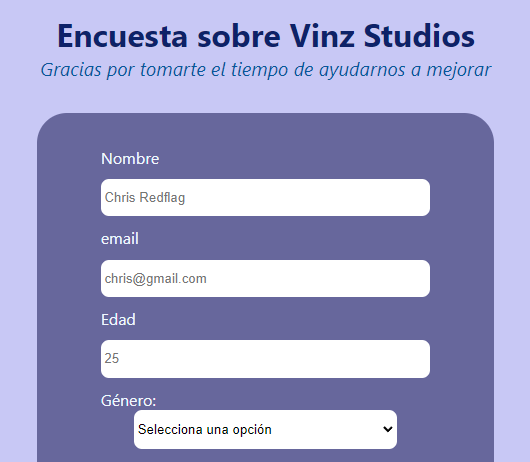 Encuesta sobre Vinz Studios
Gracias por tomarte el tiempo de ayudarnos a mejorar
Nombre
Chris Redflag
email
chris@gmail.com
Edad
25
Género:
Selecciona una opción